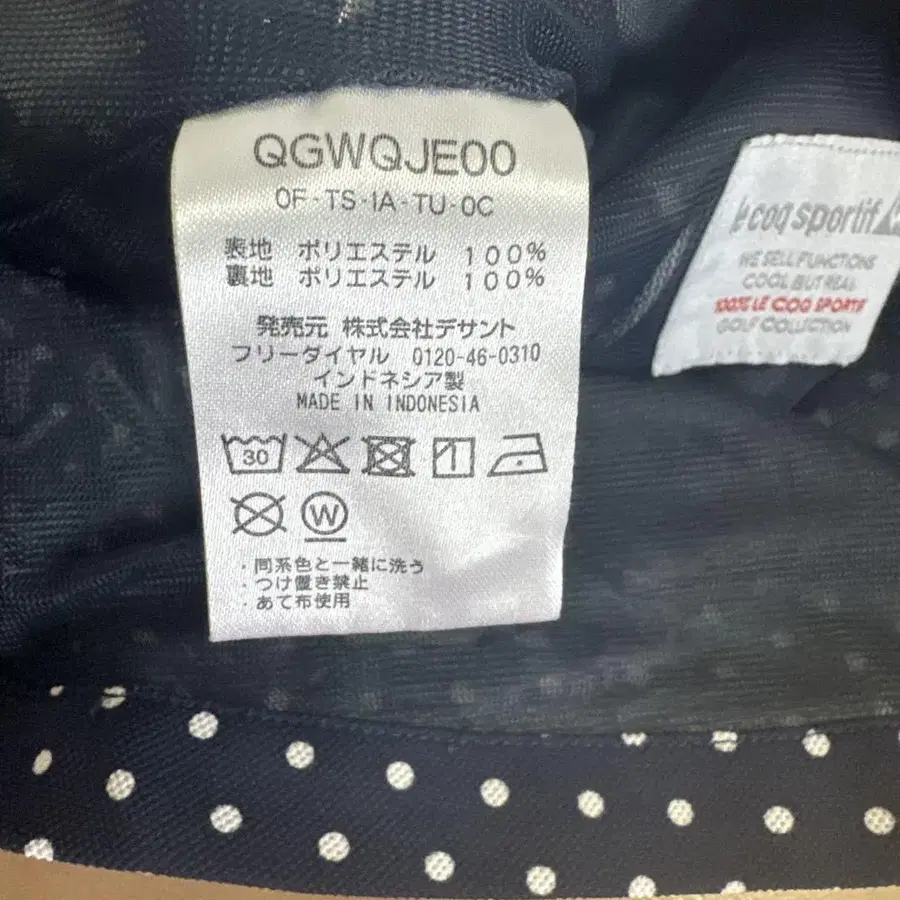 QGWQJE00
OF-TS-IA-TU-0C
表地 ポリエステル 100%
裏地 ポリエステル 100%
発売元 株式会社デサント
フリーダイヤル 0120-46-0310
インドネシア製
MADE IN INDONESIA
30
W
・同系色と一緒に洗う
・つけ置き禁止
・あて布使用
le coq sportif
WE SELL FUNCTIONS
COOL BUT REAL
100% LE COQ SPORTIF
GOLF COLLECTION